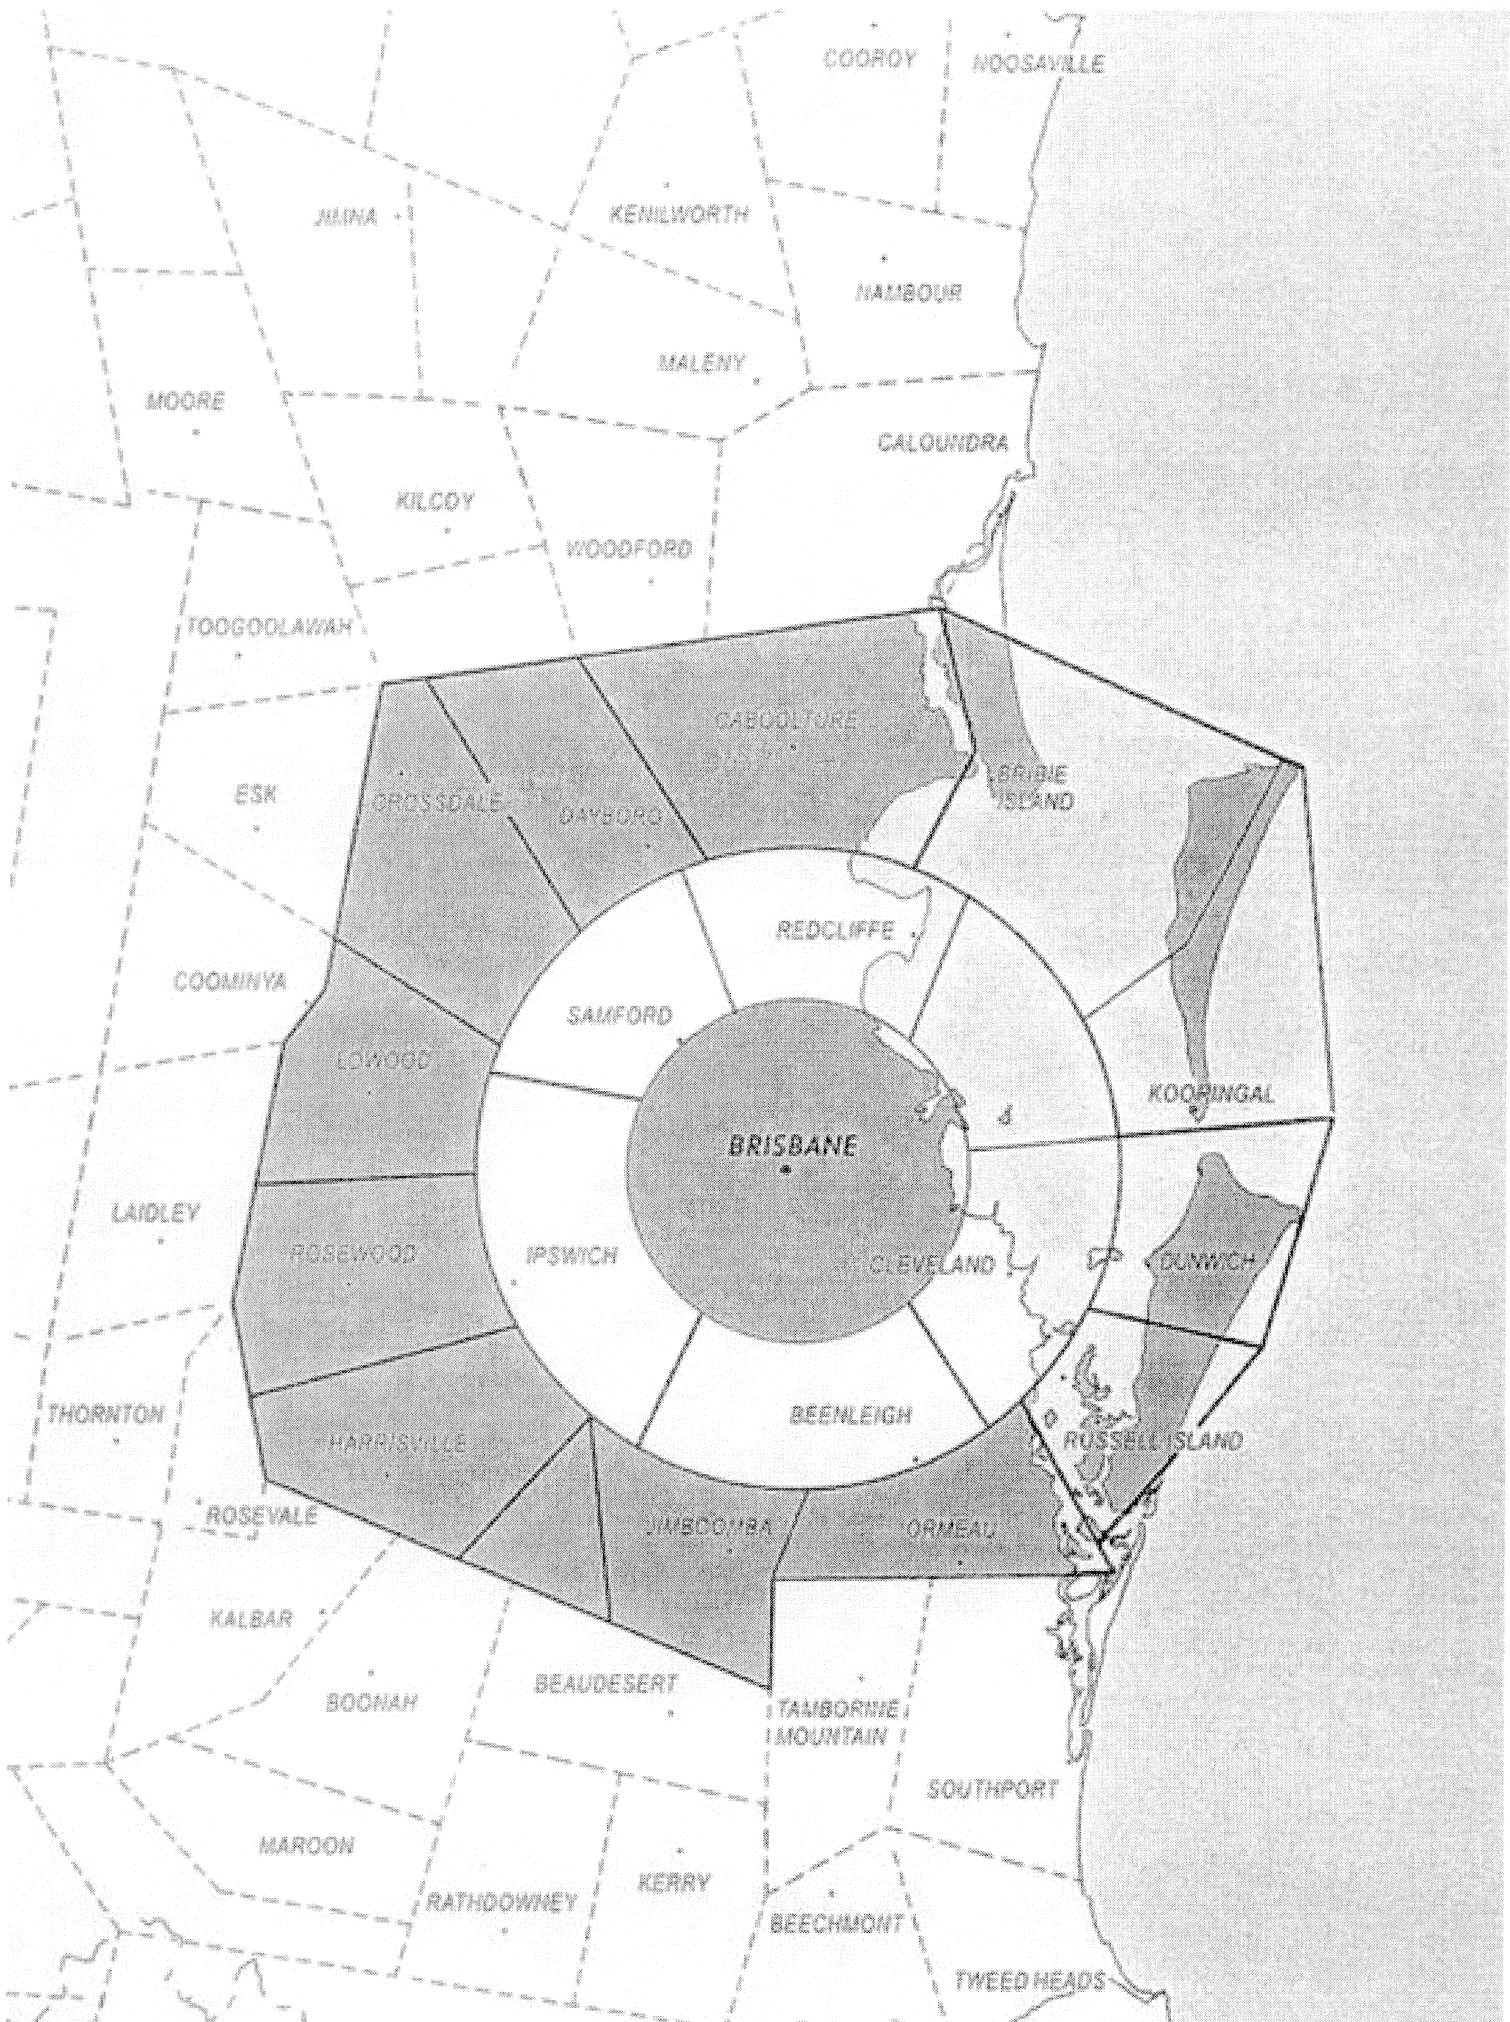 COOROY
NOOSAVILLE
JIMNA
KENILWORTH
NAMBOUR
MALENY
MOORE
CALOUNDRA
KILCOY
WOODFORD
TOOGOOLAWAH
CABOOLTURE
ESK
CROSSDALE
DAYBORO
BRIBIE
ISLAND
REDCLIFFE
COOMINYA
SAMFORD
LOWOOD
KOORINGAL
BRISBANE
LAIDLEY
ROSEWOOD
IPSWICH
CLEVELAND
DUNWICH
THORNTON
HARRISVILLE
BEENLEIGH
RUSSELL ISLAND
ROSEVALE
JIMBOOMBA
ORMEAU
KALBAR
BOONAH
BEAUDESERT
TAMBORINE
MOUNTAIN
SOUTHPORT
MAROON
RATHDOWNEY
KERRY
BEECHMONT
TWEED HEADS